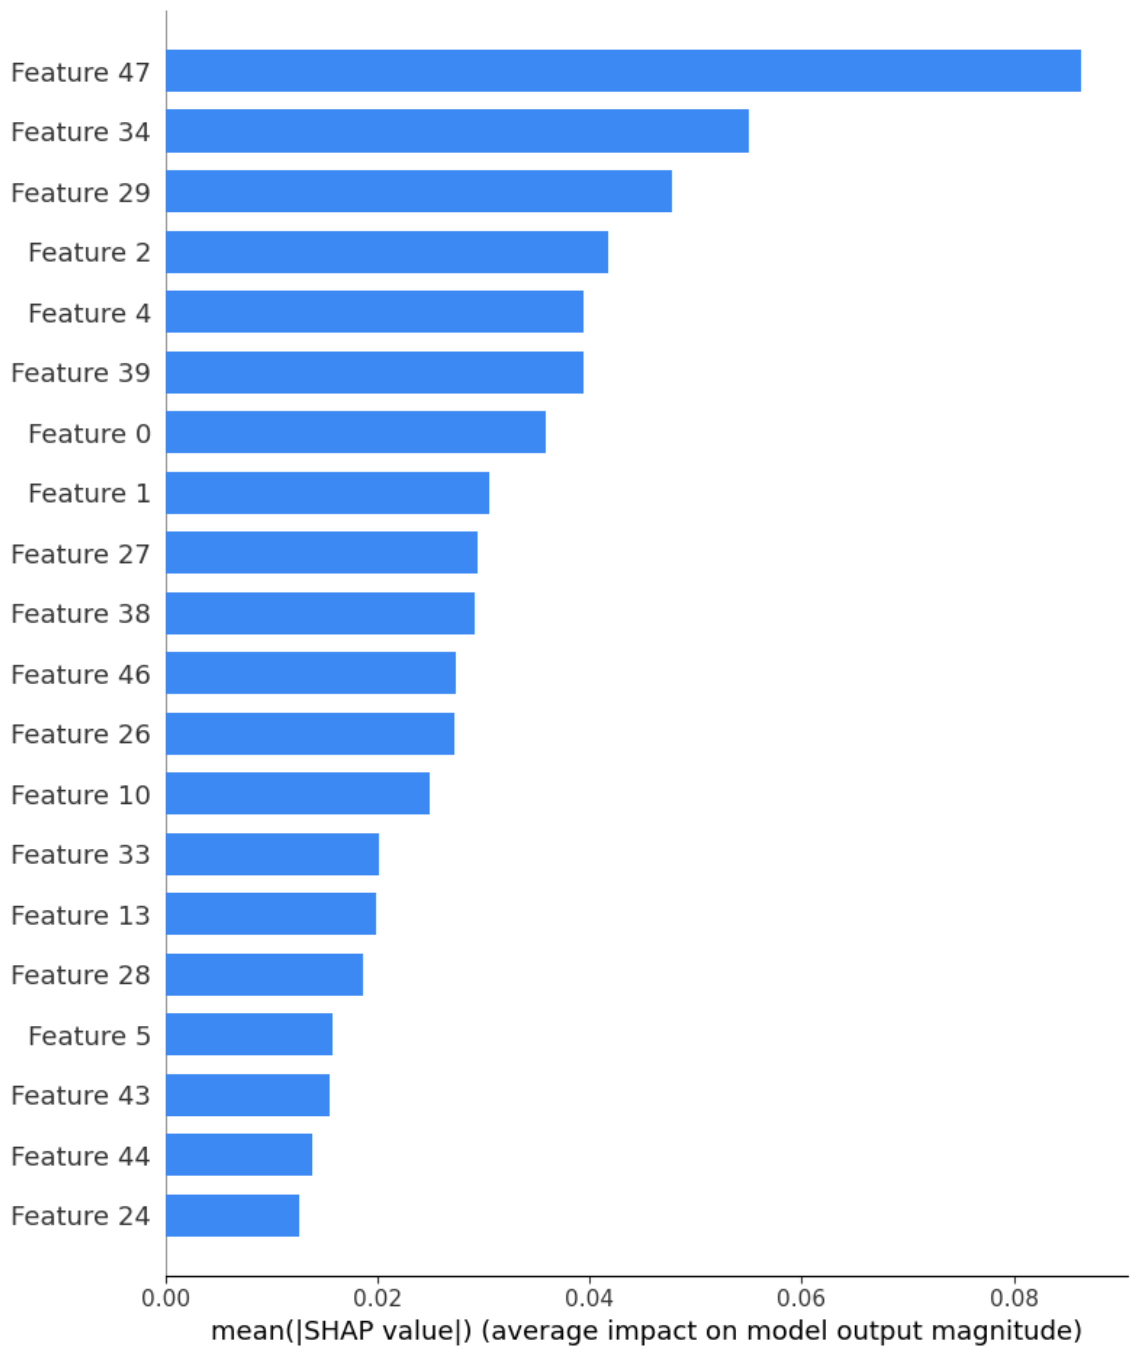 Feature 47
Feature 34
Feature 29
Feature 2
Feature 4
Feature 39
Feature 0
Feature 1
Feature 27
Feature 38
Feature 46
Feature 26
Feature 10
Feature 33
Feature 13
Feature 28
Feature 5
Feature 43
Feature 44
Feature 24
0.00 0.02 0.04 0.06 0.08
mean(|SHAP value|) (average impact on model output magnitude)